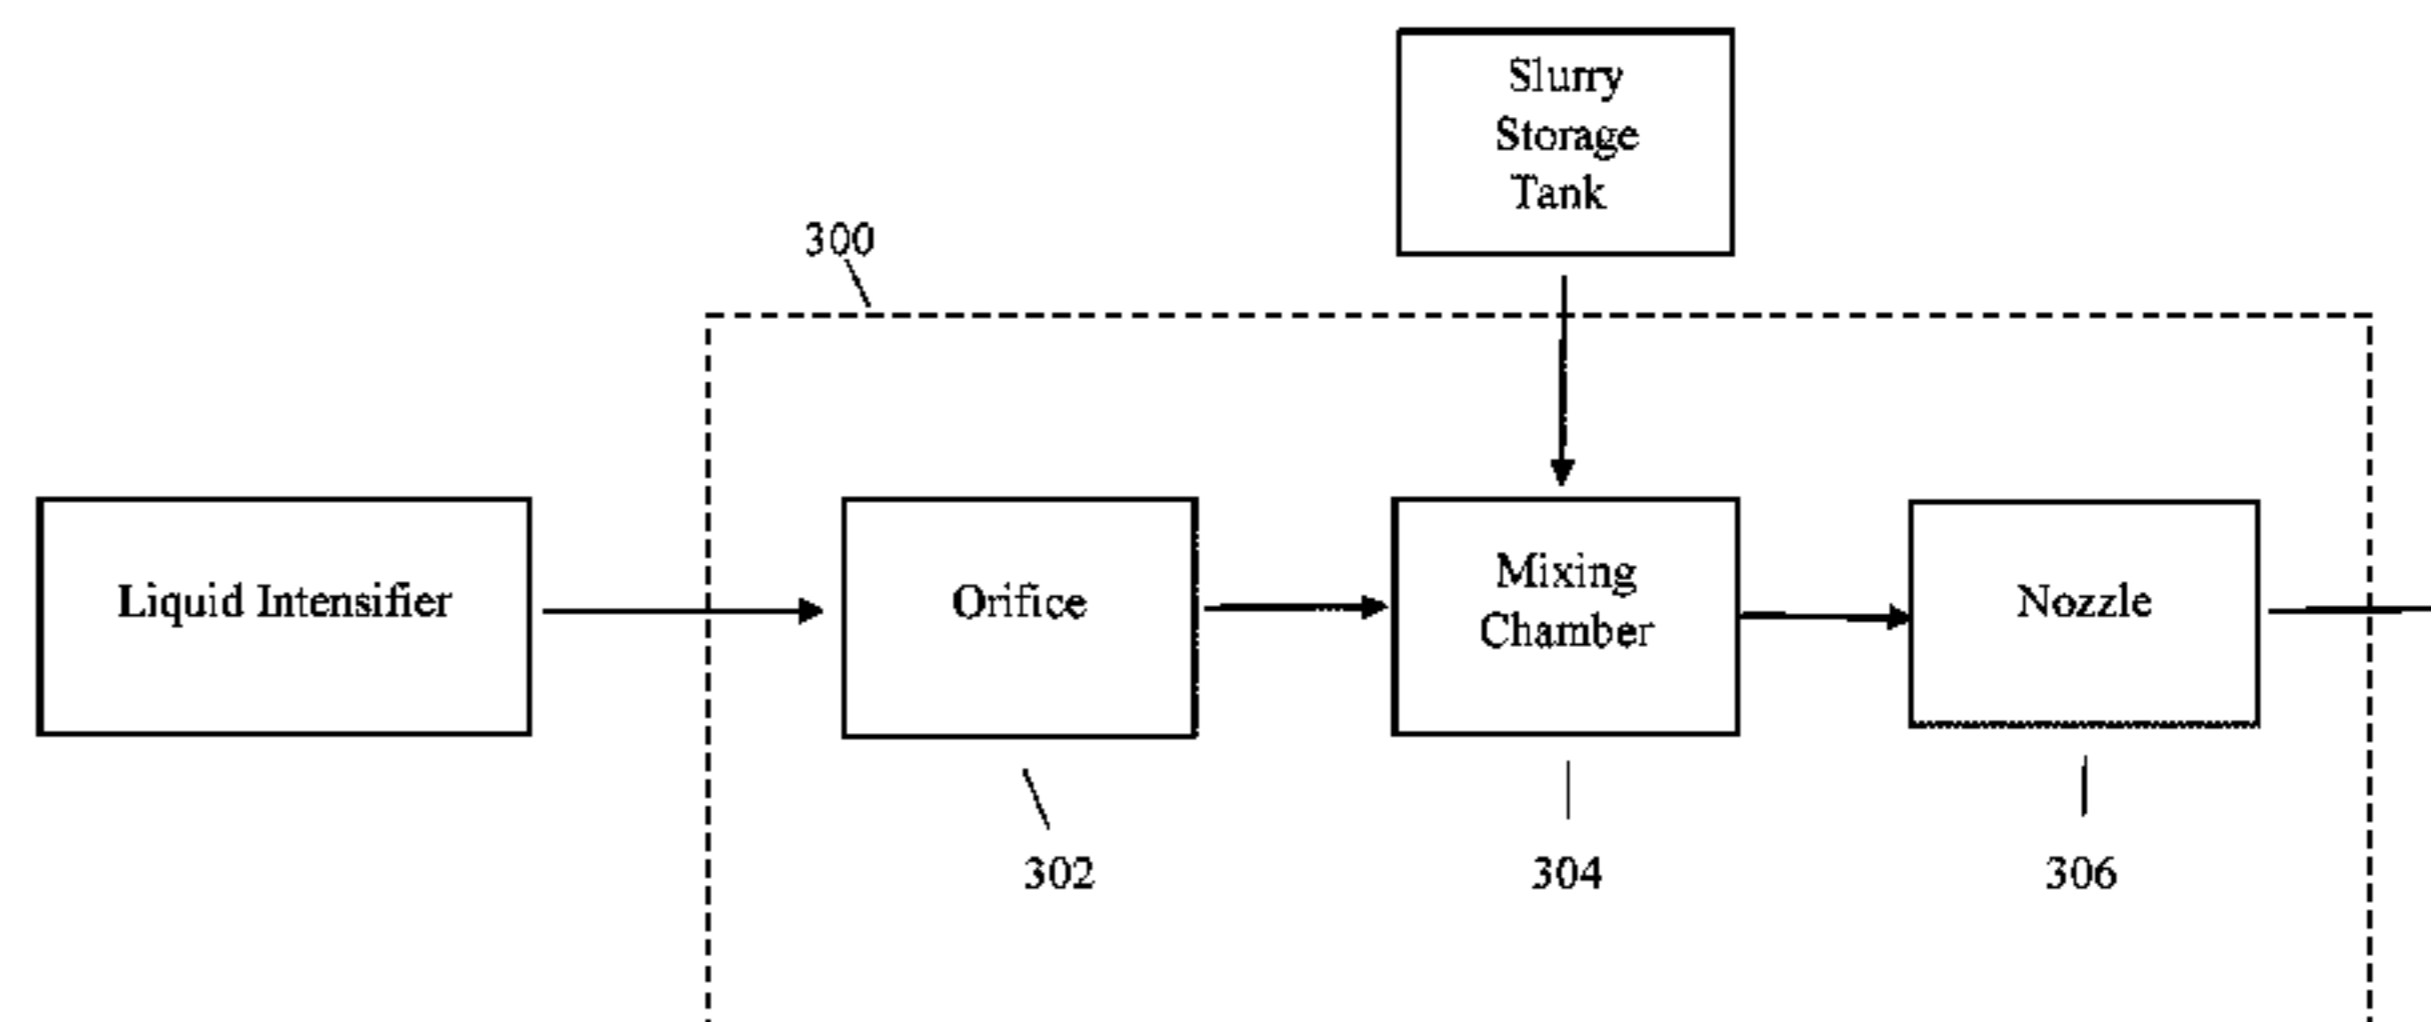 Slurry
Storage
Tank
300
Liquid Intensifier
Orifice
Mixing
Chamber
Nozzle
302
304
306